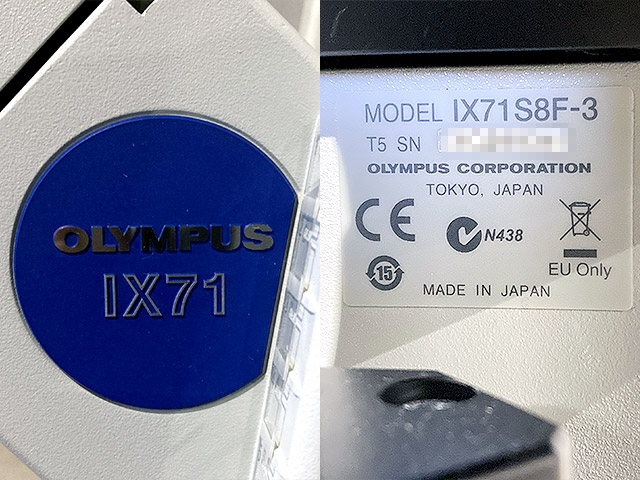 OLYMPUS
IX71
MODEL IX71S8F-3
T5 SN
OLYMPUS CORPORATION
TOKYO, JAPAN
CE
N438
15
EU Only
MADE IN JAPAN